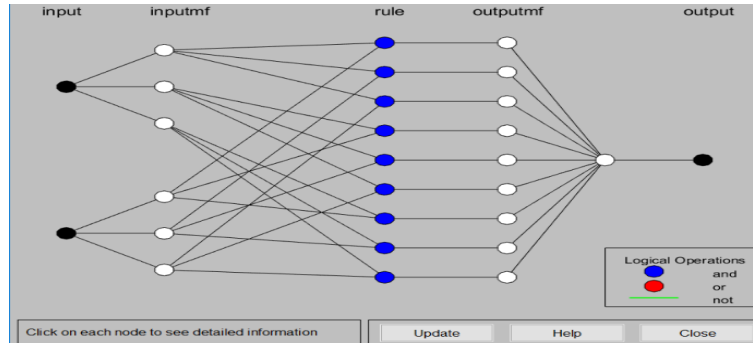 input inputmf rule outputmf output
Logical Operations
and
or
not
Click on each node to see detailed information
Update Help Close